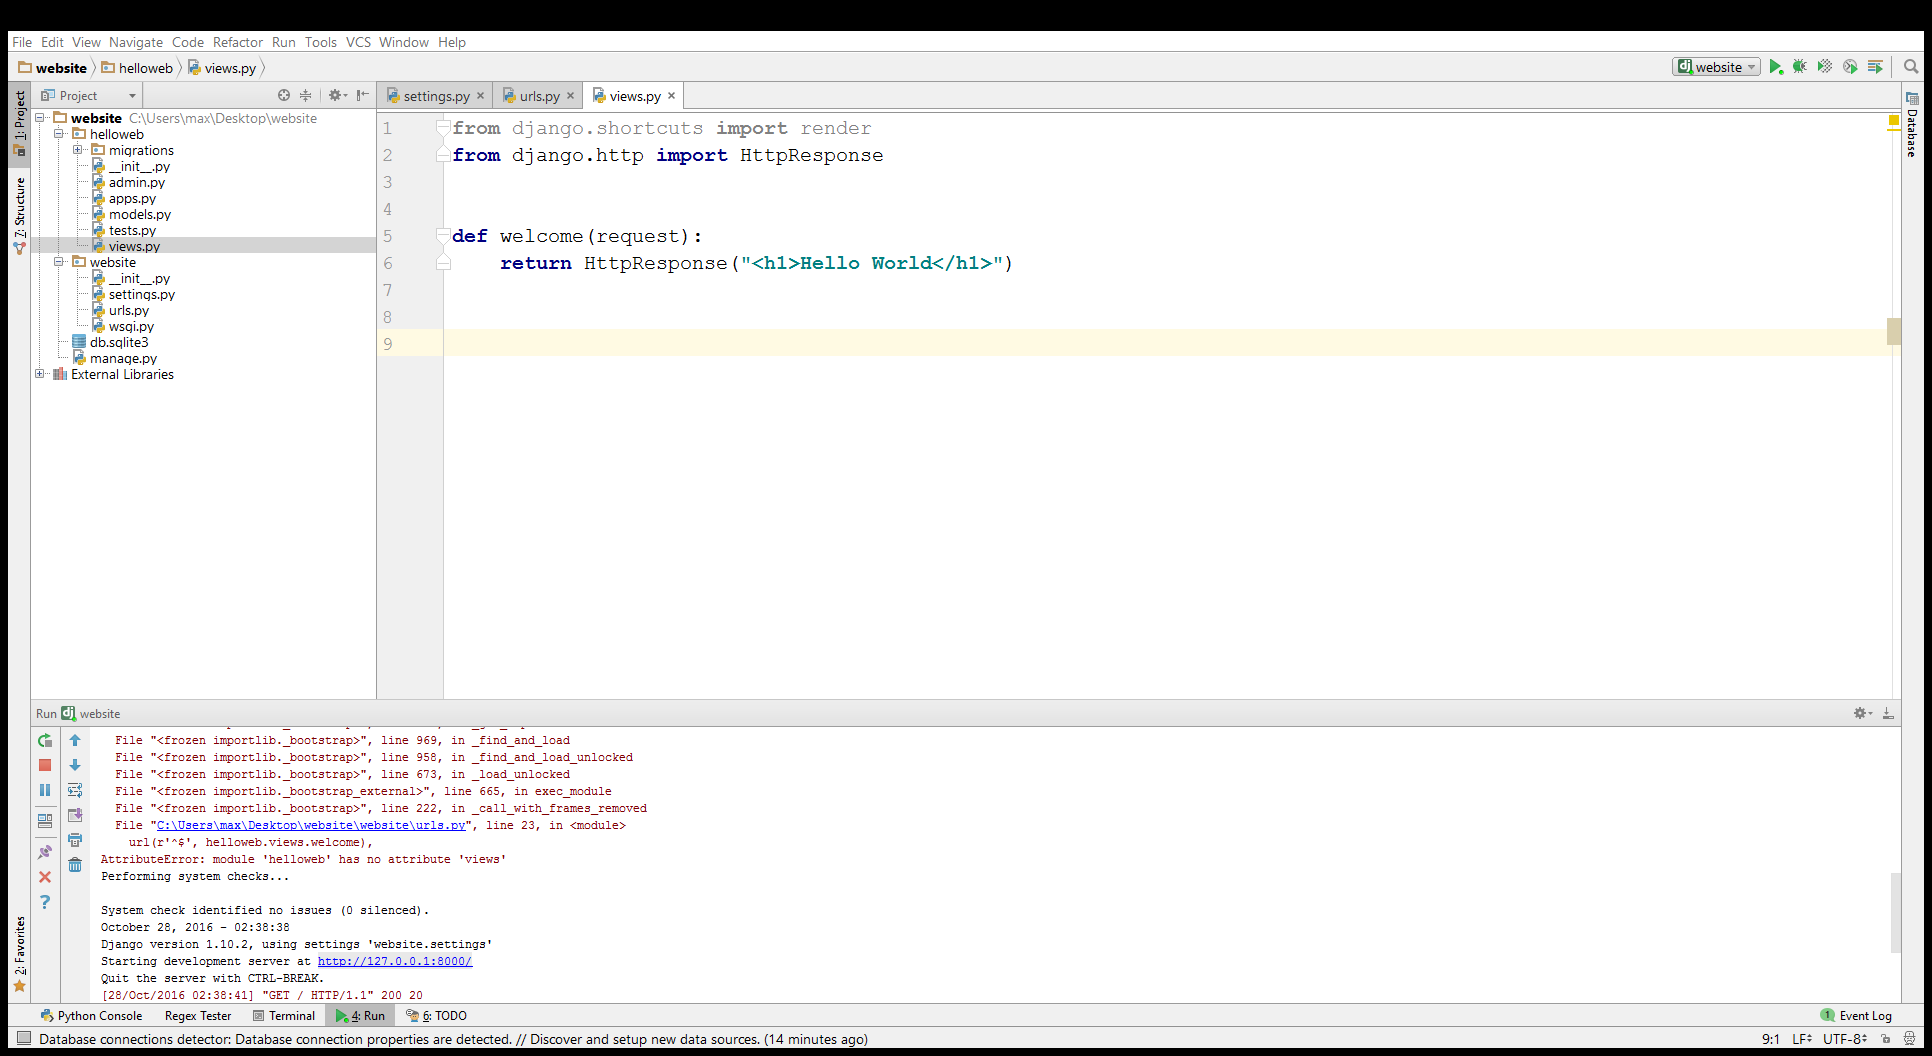 File Edit View Navigate Code Refactor Run Tools VCS Window Help
website helloweb views.py
website
1: Project
7: Structure
2: Favorites
Database
Project
website C:\Users\max\Desktop\website
helloweb
migrations
__init__.py
admin.py
apps.py
models.py
tests.py
views.py
website
__init__.py
settings.py
urls.py
wsgi.py
db.sqlite3
manage.py
External Libraries
settings.py urls.py views.py
1 from django.shortcuts import render
2 from django.http import HttpResponse
3
4
5 def welcome(request):
6 return HttpResponse("<h1>Hello World</h1>")
7
8
9
Run website
File "<frozen importlib._bootstrap>", line 969, in _find_and_load
File "<frozen importlib._bootstrap>", line 958, in _find_and_load_unlocked
File "<frozen importlib._bootstrap>", line 673, in _load_unlocked
File "<frozen importlib._bootstrap_external>", line 665, in exec_module
File "<frozen importlib._bootstrap>", line 222, in _call_with_frames_removed
File "C:\Users\max\Desktop\website\website\urls.py", line 23, in <module>
url(r'^$', helloweb.views.welcome),
AttributeError: module 'helloweb' has no attribute 'views'
Performing system checks...
System check identified no issues (0 silenced).
October 28, 2016 - 02:38:38
Django version 1.10.2, using settings 'website.settings'
Starting development server at http://127.0.0.1:8000/
Quit the server with CTRL-BREAK.
[28/Oct/2016 02:38:41] "GET / HTTP/1.1" 200 20
Python Console Regex Tester Terminal 4: Run 6: TODO 1 Event Log
Database connections detector: Database connection properties are detected. // Discover and setup new data sources. (14 minutes ago) 9:1 LF UTF-8